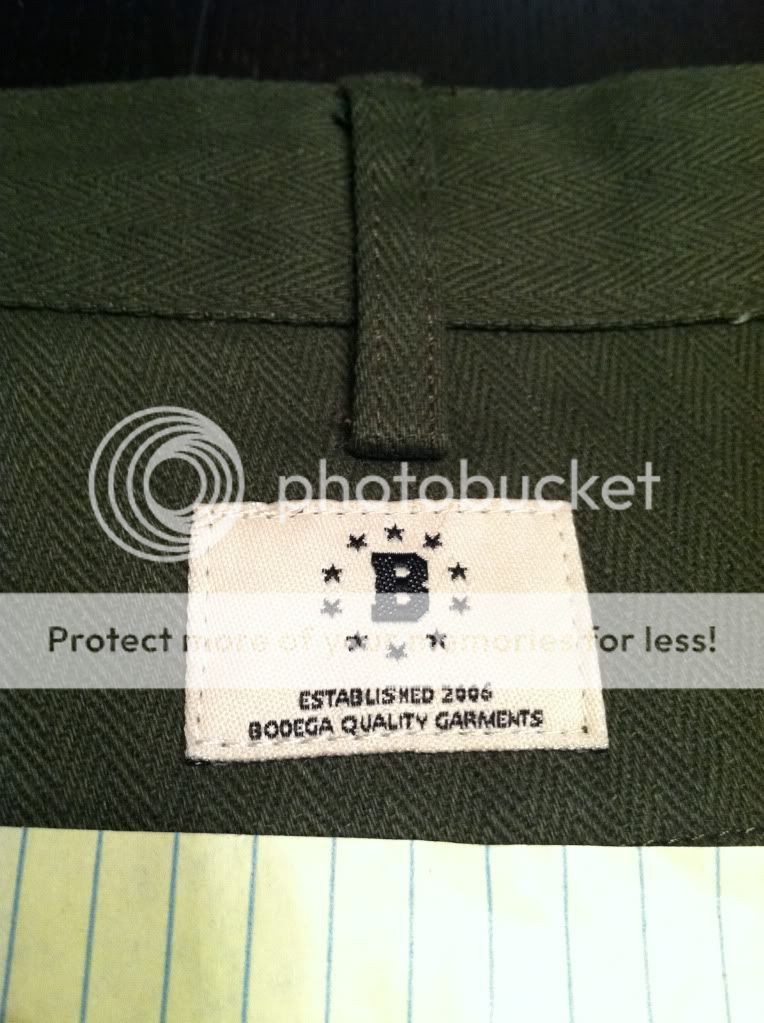 photobucket
Protect more of your memories for less!
B
ESTABLISHED 2006
BODEGA QUALITY GARMENTS